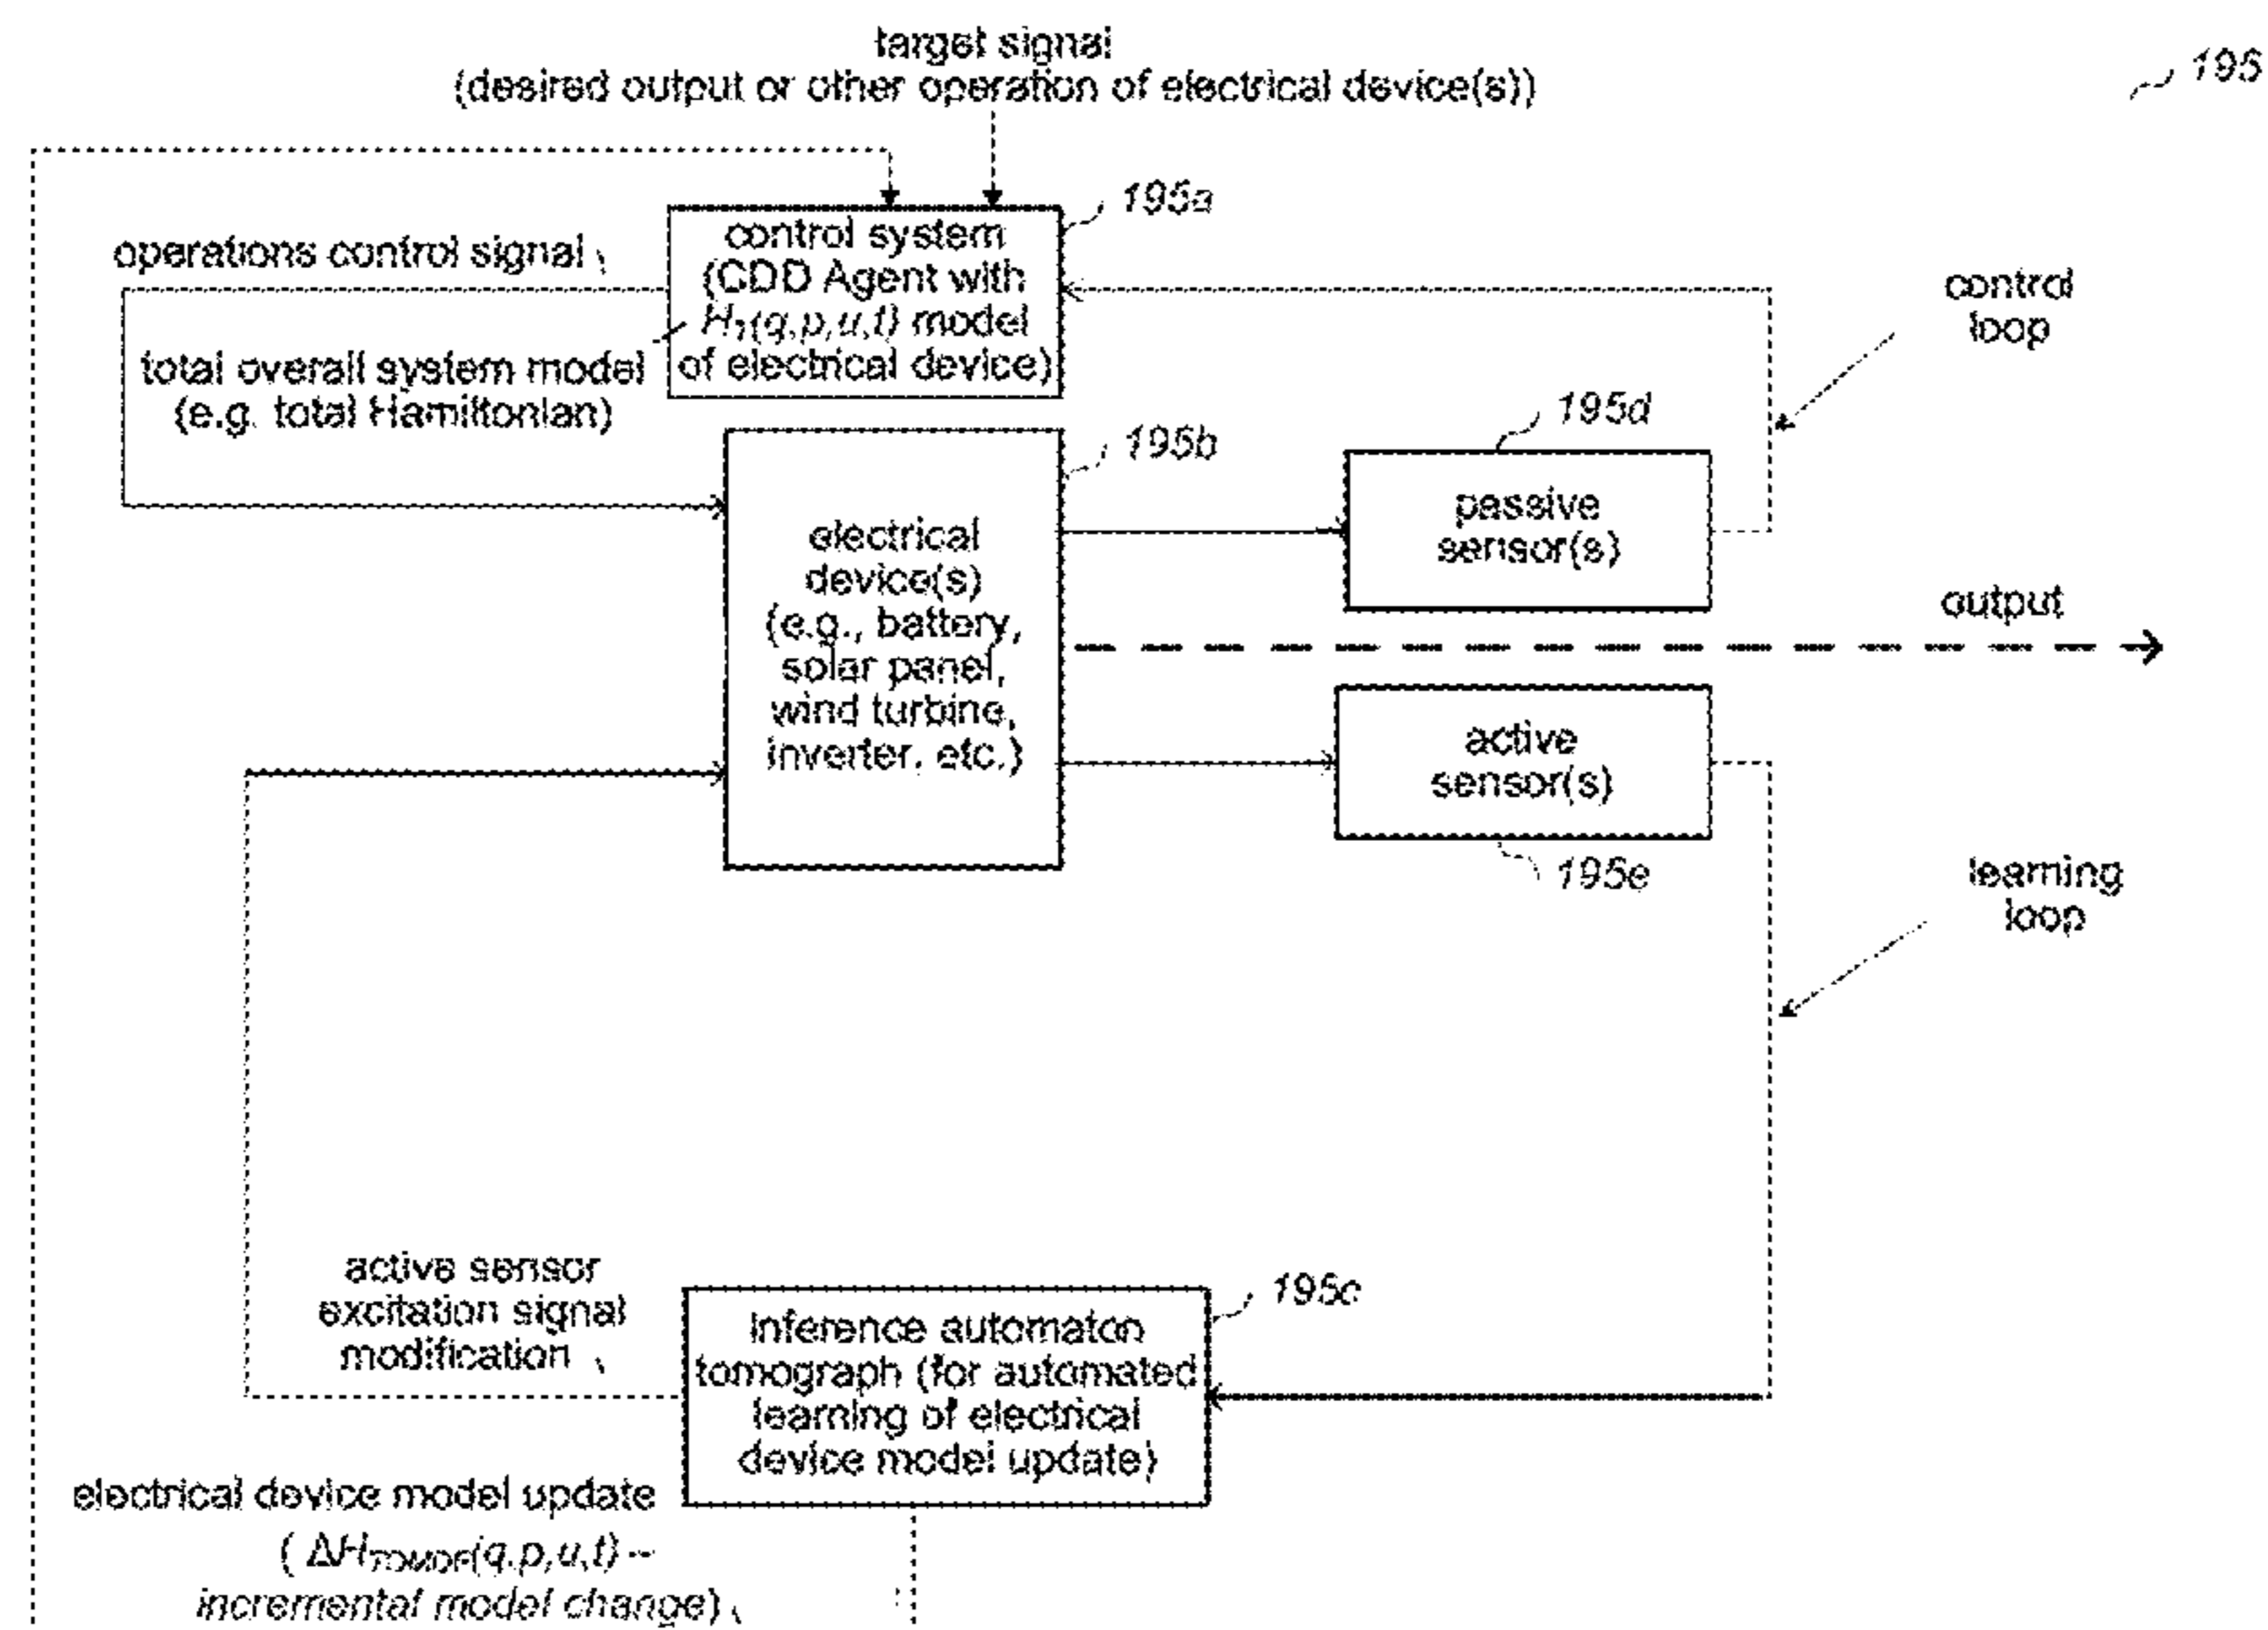 target signal
(desired output or other operation of electrical device(s))
195
195a
control system
(CDD Agent with
H_T(q,p,u,t) model
of electrical device)
operations control signal
total overall system model
(e.g. total Hamiltonian)
control
loop
195b
195d
electrical
device(s)
(e.g., battery,
solar panel,
wind turbine,
inverter, etc.)
passive
sensor(s)
output
active
sensor(s)
195e
learning
loop
active sensor
excitation signal
modification
195c
inference automaton
tomograph (for automated
learning of electrical
device model update)
electrical device model update
( ΔH (q,p,u,t) –
incremental model change)